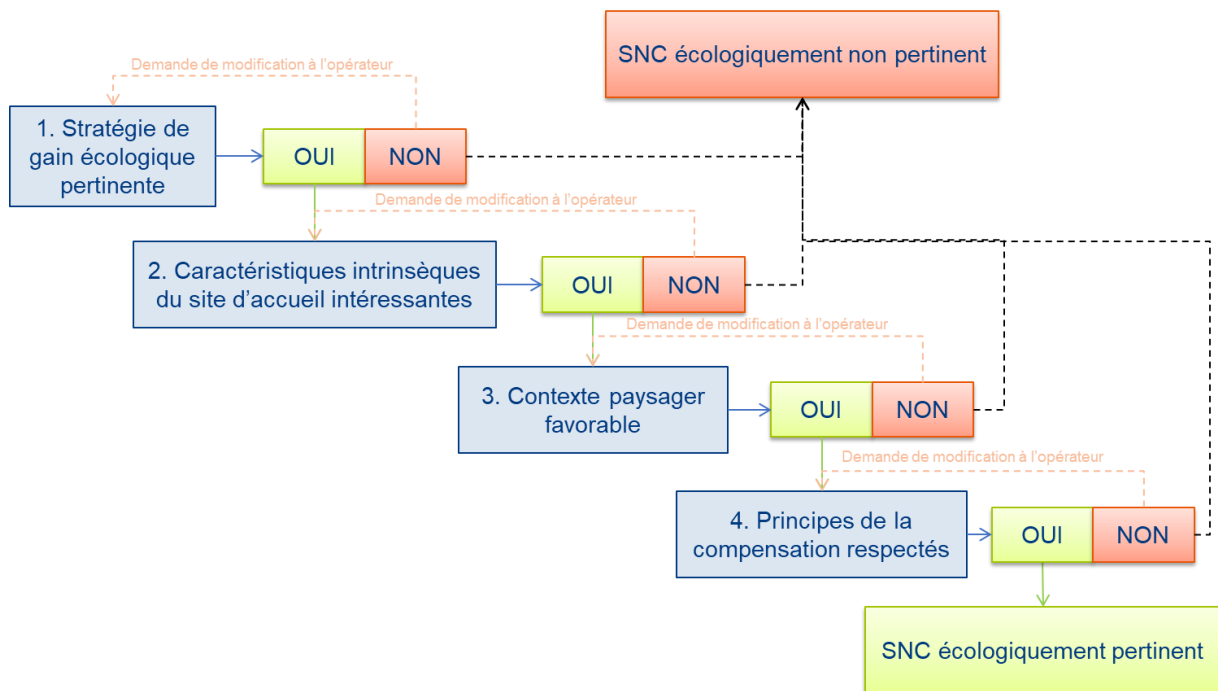 SNC écologiquement non pertinent
Demande de modification à l'opérateur
1. Stratégie de
gain écologique
pertinente
OUI
NON
Demande de modification à l'opérateur
2. Caractéristiques intrinsèques
du site d'accueil intéressantes
OUI
NON
Demande de modification à l'opérateur
3. Contexte paysager
favorable
OUI
NON
Demande de modification à l'opérateur
4. Principes de la
compensation respectés
OUI
NON
SNC écologiquement pertinent